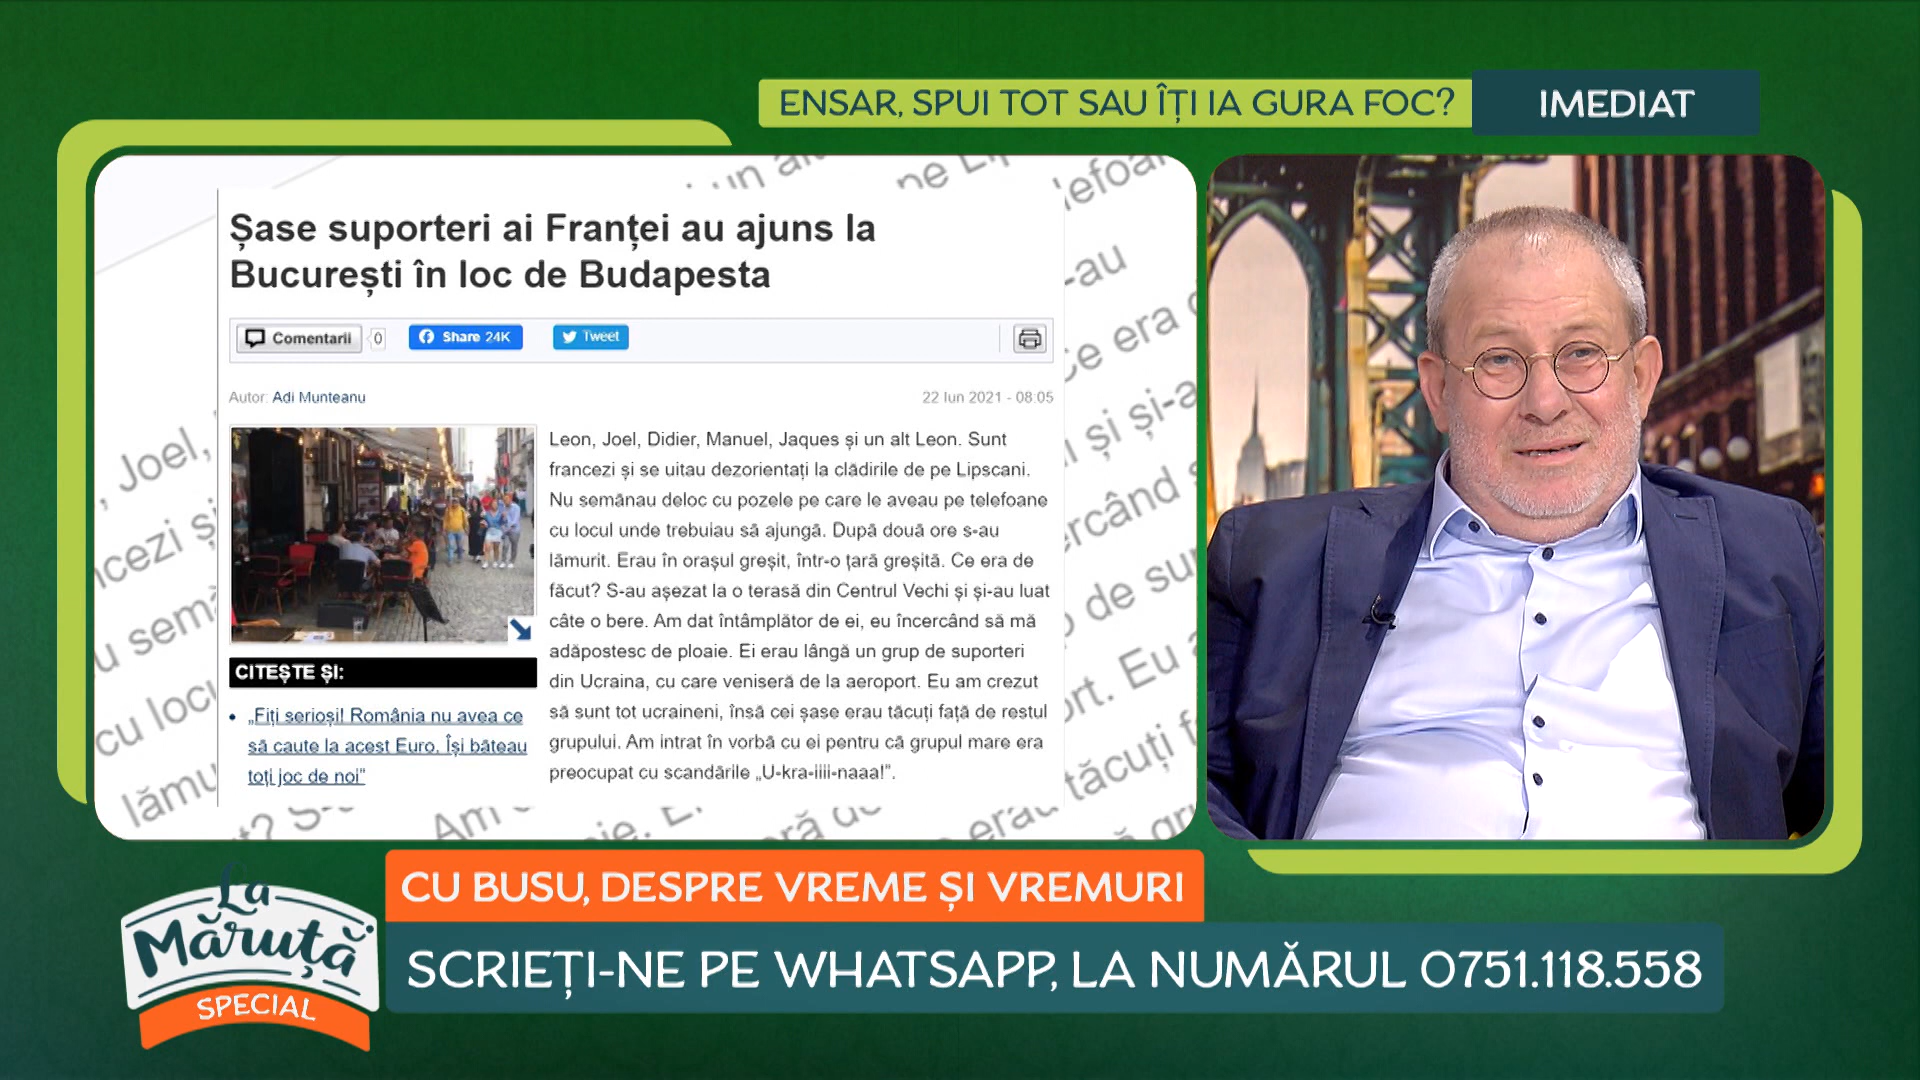 ENSAR, SPUI TOT SAU ÎȚI IA GURA FOC?
IMEDIAT
Șase suporteri ai Franței au ajuns la
București în loc de Budapesta
Comentarii 0
Share 24K
Tweet
Autor: Adi Munteanu
22 Iun 2021 - 08:05
Leon, Joel, Didier, Manuel, Jaques și un alt Leon. Sunt
francezi și se uitau dezorientați la clădirile de pe Lipscani.
Nu semănau deloc cu pozele pe care le aveau pe telefoane
cu locul unde trebuiau să ajungă. După două ore s-au
lămurit. Erau în orașul greșit, într-o țară greșită. Ce era de
făcut? S-au așezat la o terasă din Centrul Vechi și și-au luat
câte o bere. Am dat întâmplător de ei, eu încercând să mă
adăpostesc de ploaie. Ei erau lângă un grup de suporteri
din Ucraina, cu care veniseră de la aeroport. Eu am crezut
să sunt tot ucraineni, însă cei șase erau tăcuți față de restul
grupului. Am intrat în vorbă cu ei pentru că grupul mare era
preocupat cu scandările „U-kra-iiii-naaa!”.
CITEȘTE ȘI:
„Fiți serioși! România nu avea ce
să caute la acest Euro. Își băteau
toți joc de noi”
La
Măruță
SPECIAL
CU BUSU, DESPRE VREME ȘI VREMURI
SCRIEȚI-NE PE WHATSAPP, LA NUMĂRUL 0751.118.558